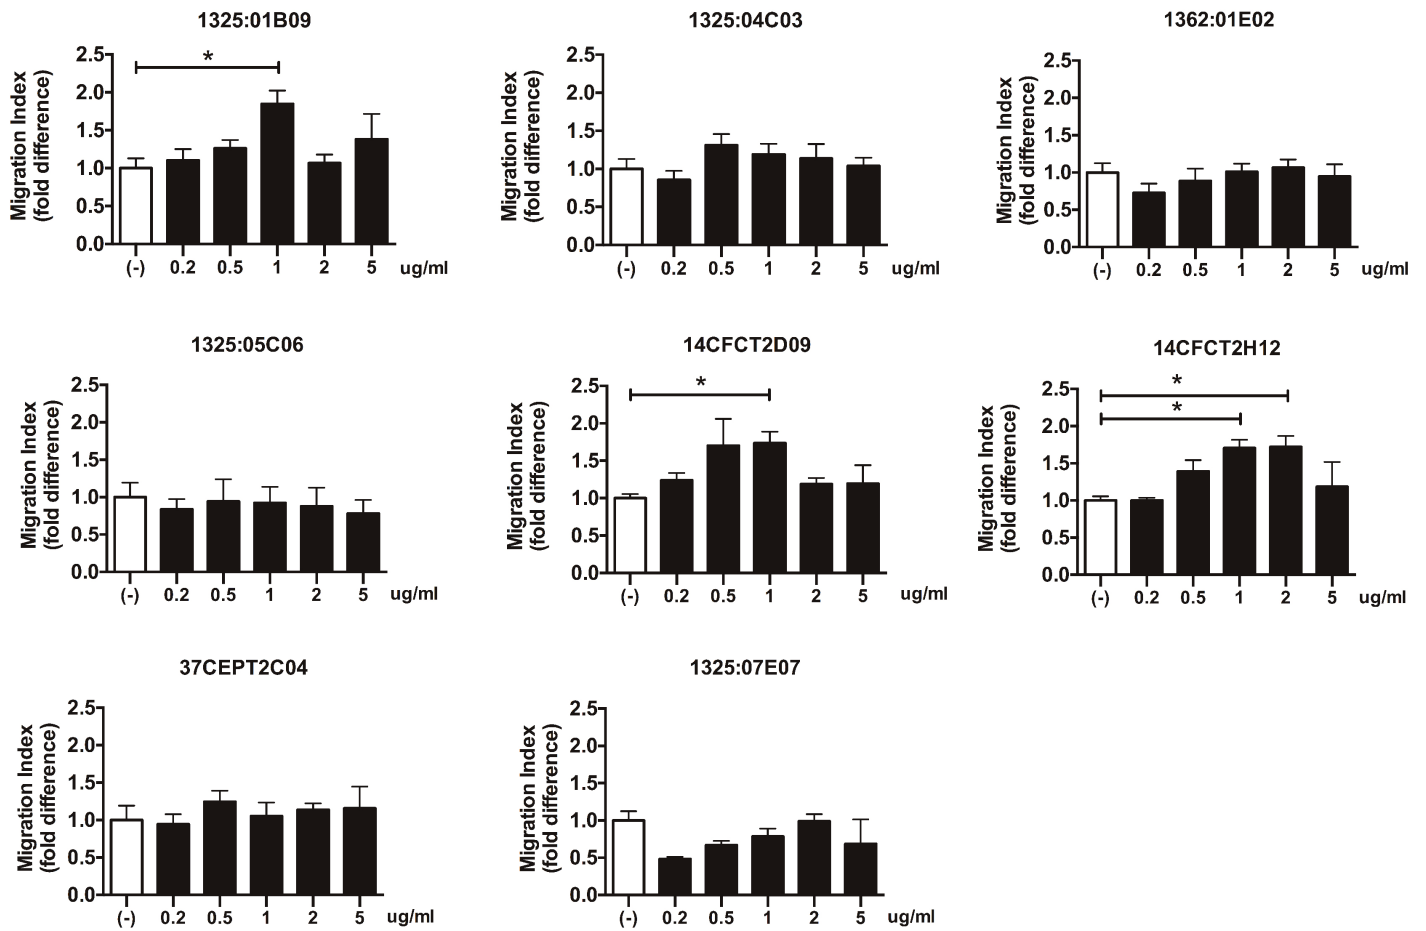 1325:01B09
Migration Index
(fold difference)
2.5
2.0
1.5
1.0
0.5
0.0
*
(-) 0.2 0.5 1 2 5 ug/ml
1325:04C03
Migration Index
(fold difference)
2.5
2.0
1.5
1.0
0.5
0.0
(-) 0.2 0.5 1 2 5 ug/ml
1362:01E02
Migration Index
(fold difference)
2.5
2.0
1.5
1.0
0.5
0.0
(-) 0.2 0.5 1 2 5 ug/ml
1325:05C06
Migration Index
(fold difference)
2.5
2.0
1.5
1.0
0.5
0.0
(-) 0.2 0.5 1 2 5 ug/ml
14CFCT2D09
Migration Index
(fold difference)
2.5
2.0
1.5
1.0
0.5
0.0
*
(-) 0.2 0.5 1 2 5 ug/ml
14CFCT2H12
Migration Index
(fold difference)
2.5
2.0
1.5
1.0
0.5
0.0
*
*
(-) 0.2 0.5 1 2 5 ug/ml
37CEPT2C04
Migration Index
(fold difference)
2.5
2.0
1.5
1.0
0.5
0.0
(-) 0.2 0.5 1 2 5 ug/ml
1325:07E07
Migration Index
(fold difference)
2.5
2.0
1.5
1.0
0.5
0.0
(-) 0.2 0.5 1 2 5 ug/ml